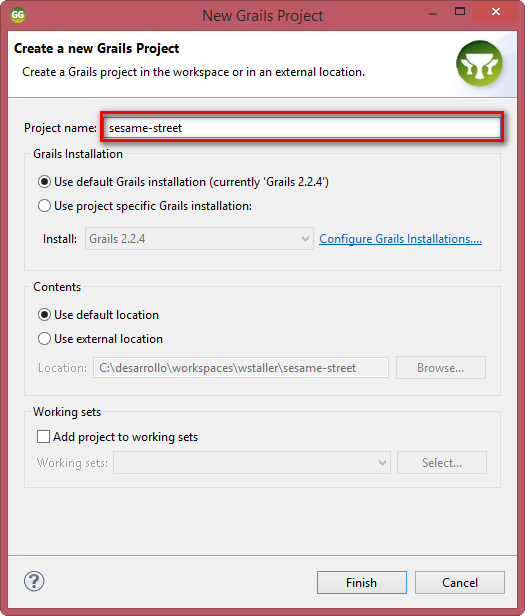 GG New Grails Project
Create a new Grails Project
Create a Grails project in the workspace or in an external location.
Project name: sesame-street
Grails Installation
Use default Grails installation (currently 'Grails 2.2.4')
Use project specific Grails installation:
Install: Grails 2.2.4 Configure Grails Installations....
Contents
Use default location
Use external location
Location: C:\desarrollo\workspaces\wstaller\sesame-street Browse...
Working sets
Add project to working sets
Working sets: Select...
? Finish Cancel